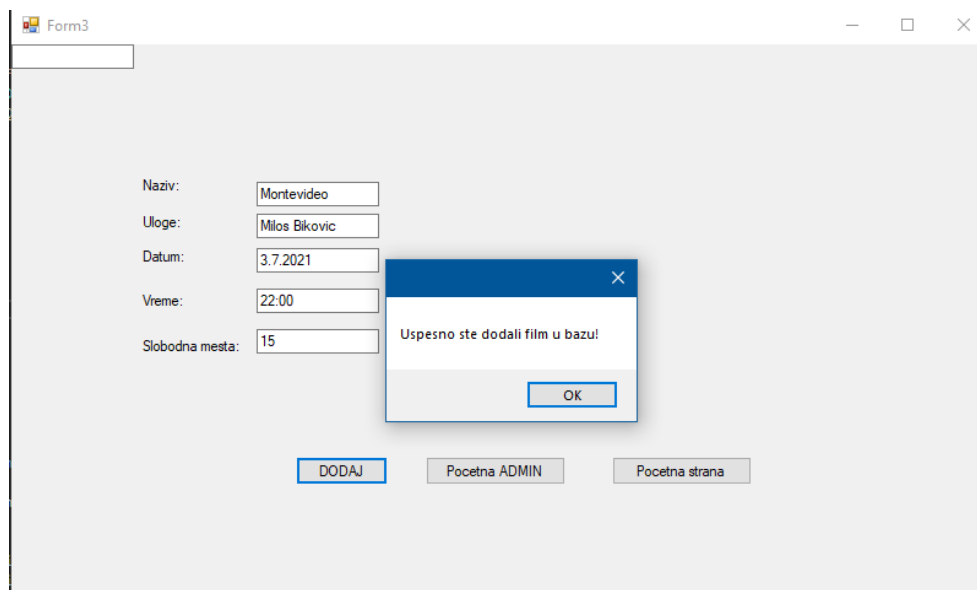 Form3
Naziv: Montevideo
Uloge: Milos Bikovic
Datum: 3.7.2021
Vreme: 22:00
Slobodna mesta: 15
Uspesno ste dodali film u bazu!
OK
DODAJ Pocetna ADMIN Pocetna strana